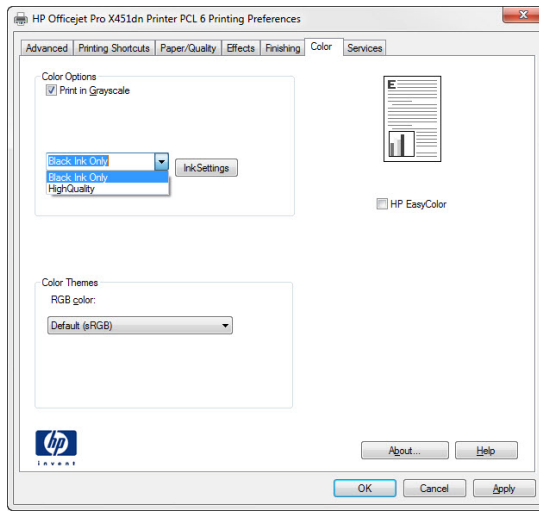 HP Officejet Pro X451dn Printer PCL 6 Printing Preferences
Advanced Printing Shortcuts Paper/Quality Effects Finishing Color Services
Color Options
Print in Grayscale
E
Black Ink Only
InkSettings
Black Ink Only
HighQuality
HP EasyColor
Color Themes
RGB color:
Default (sRGB)
hp
invent
About...
Help
OK
Cancel
Apply